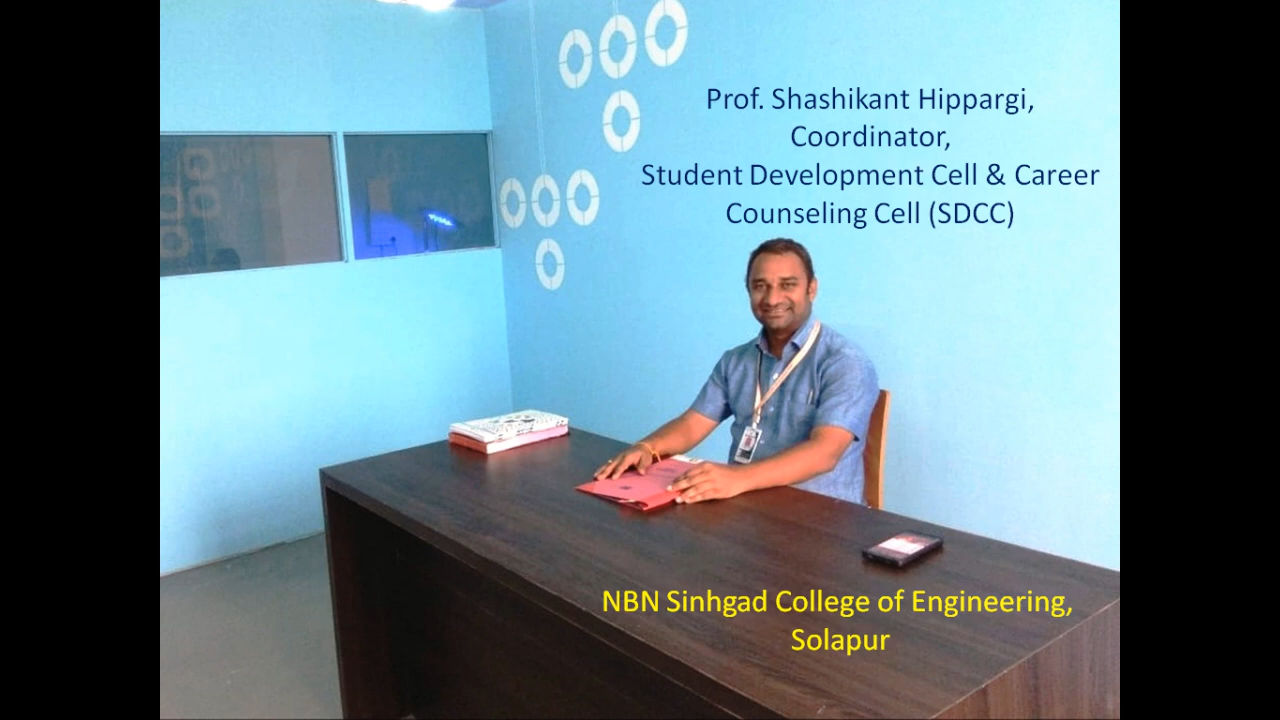 Prof. Shashikant Hippargi,
Coordinator,
Student Development Cell & Career
Counseling Cell (SDCC)
NBN Sinhgad College of Engineering,
Solapur